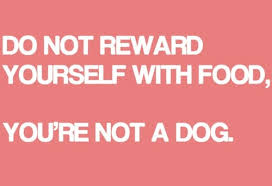 DO NOT REWARD
YOURSELF WITH FOOD,
YOU'RE NOT A DOG.